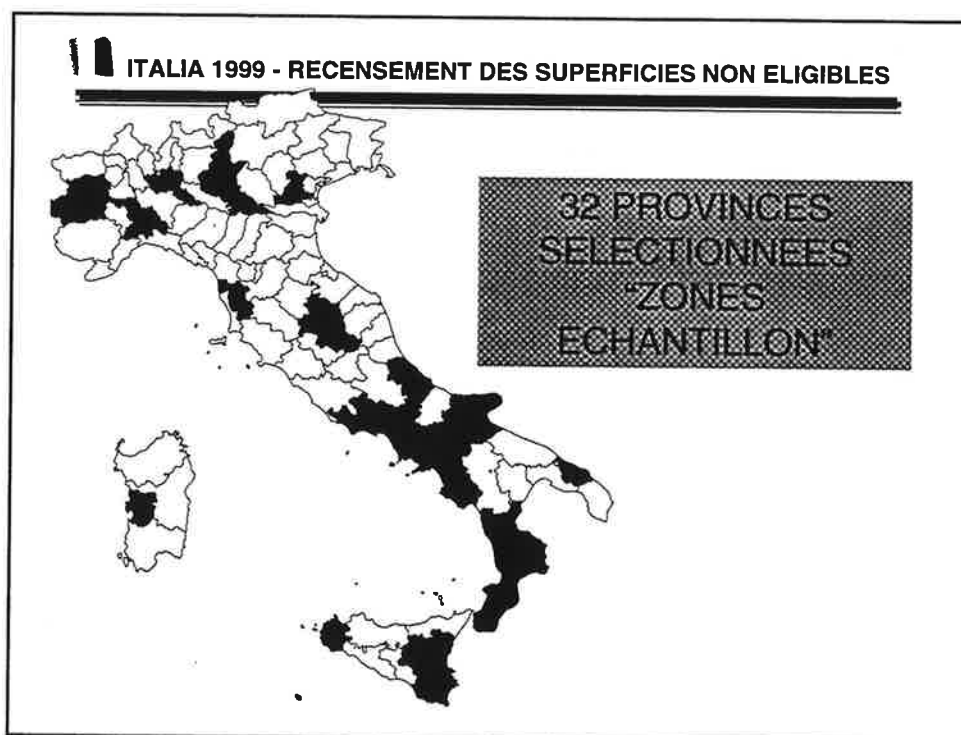 ITALIA 1999 - RECENSEMENT DES SUPERFICIES NON ELIGIBLES
32 PROVINCES
SELECTIONNEES
"ZONES
ECHANTILLON"